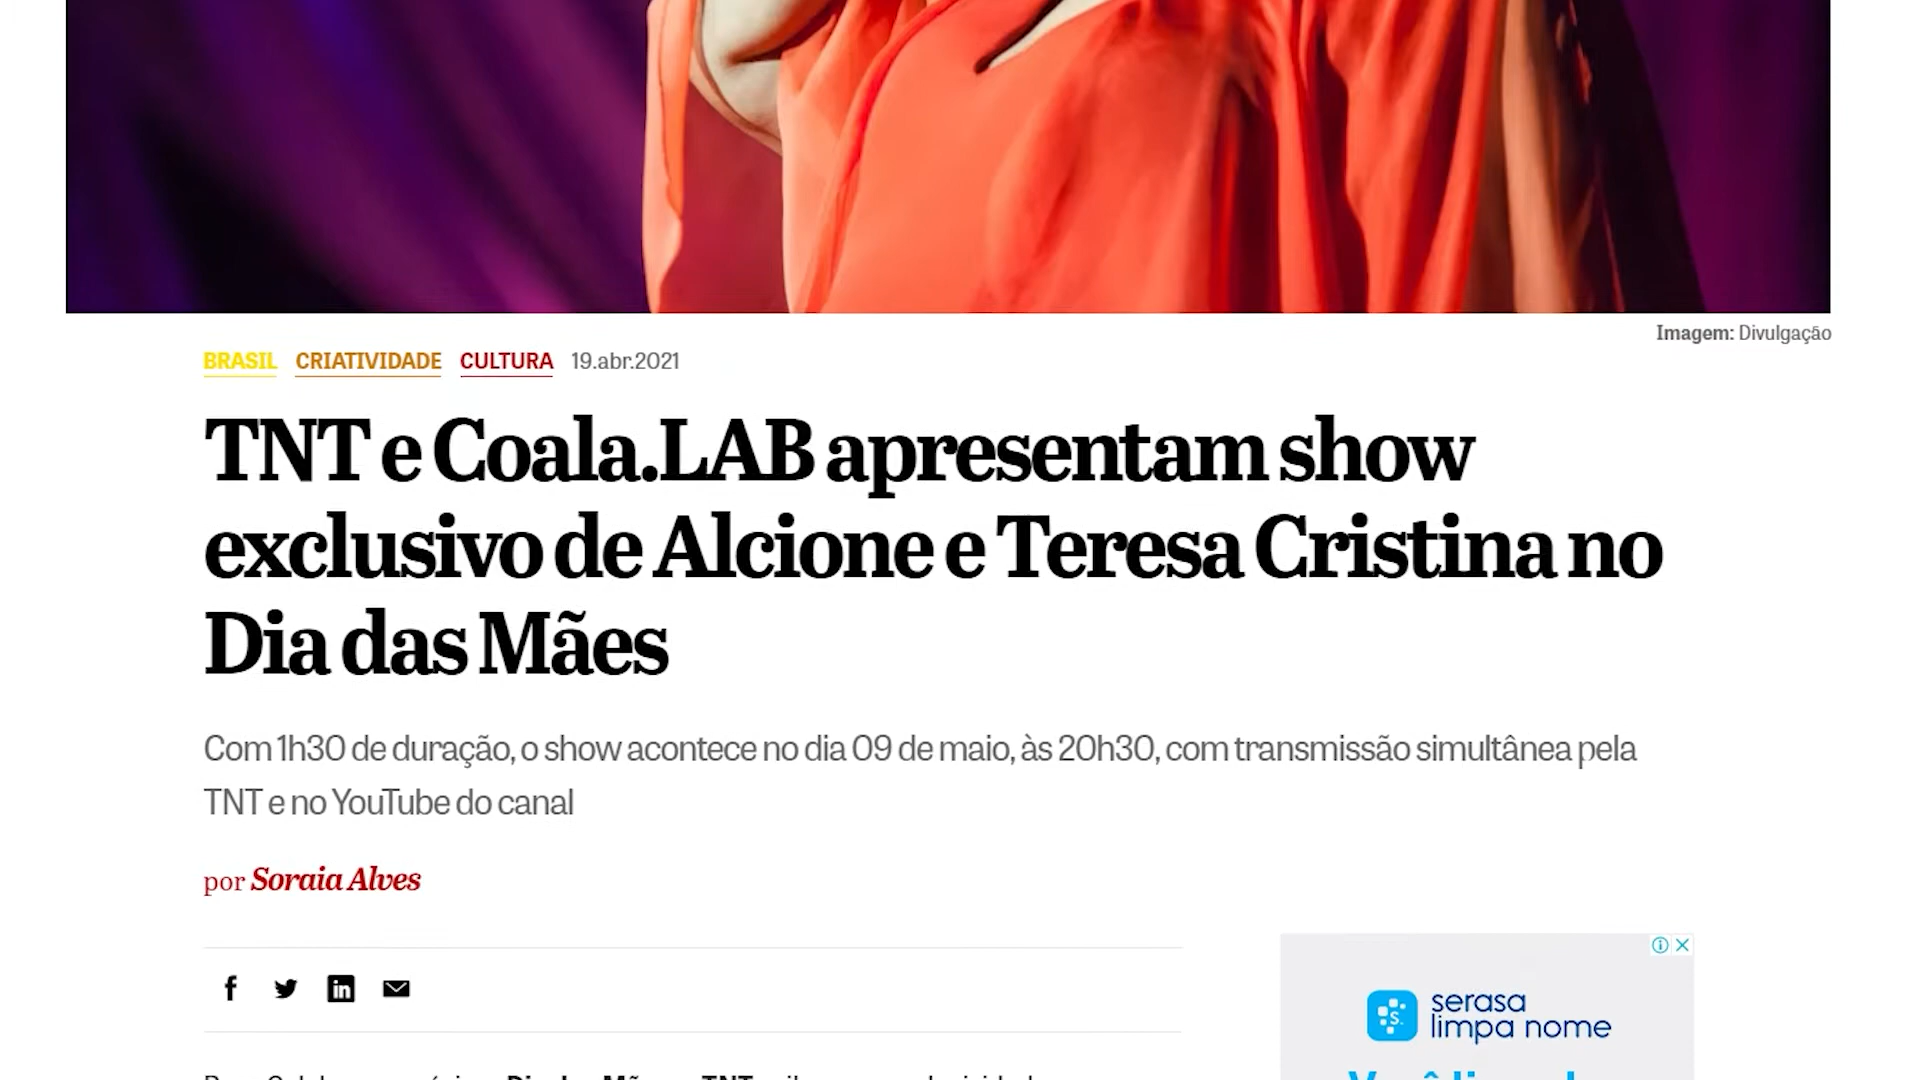 Imagem: Divulgação
BRASIL CRIATIVIDADE CULTURA 19.abr.2021
TNT e Coala.LAB apresentam show
exclusivo de Alcione e Teresa Cristina no
Dia das Mães
Com 1h30 de duração, o show acontece no dia 09 de maio, às 20h30, com transmissão simultânea pela
TNT e no YouTube do canal
por Soraia Alves
serasa
limpa nome